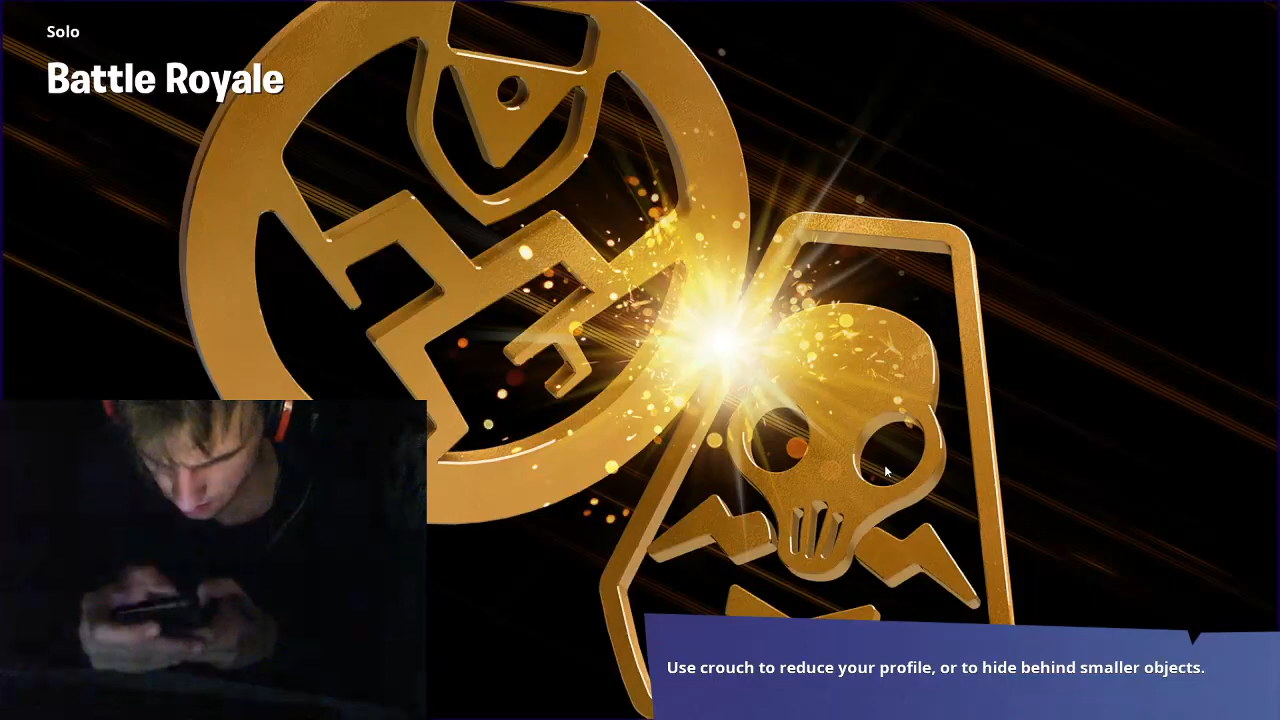 Solo
Battle Royale
Use crouch to reduce your profile, or to hide behind smaller objects.